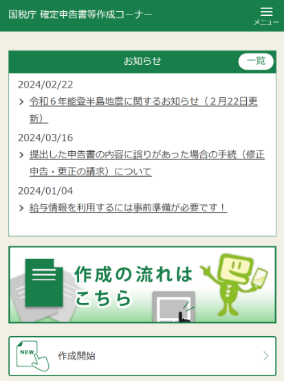 国税庁 確定申告書等作成コーナー
メニュー
お知らせ
一覧
2024/02/22
令和６年能登半島地震に関するお知らせ（２月22日更
新）
2024/03/16
提出した申告書の内容に誤りがあった場合の手続（修正
申告・更正の請求）について
2024/01/04
給与情報を利用するには事前準備が必要です！
作成の流れは
こちら
NEW
作成開始